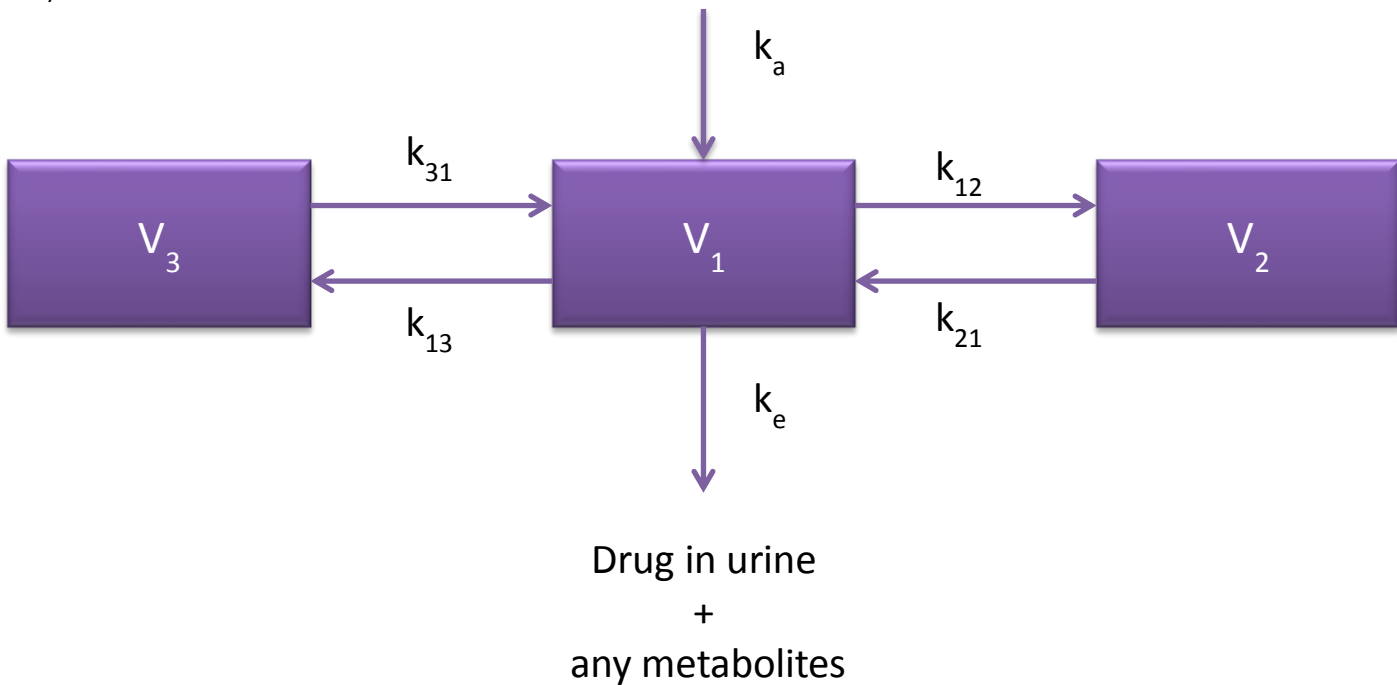 kₐ
k₃₁
k₁₂
V₃
V₁
V₂
k₁₃
k₂₁
kₑ
Drug in urine
+
any metabolites